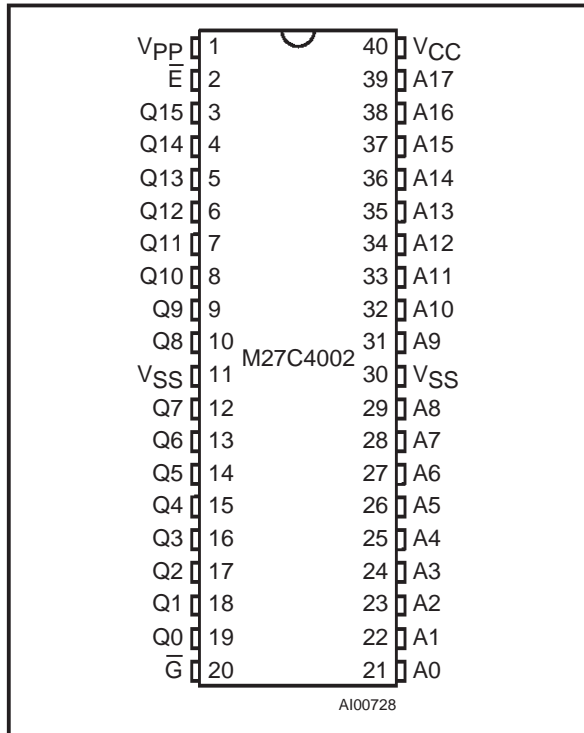 VPP 1 40 VCC
E 2 39 A17
Q15 3 38 A16
Q14 4 37 A15
Q13 5 36 A14
Q12 6 35 A13
Q11 7 34 A12
Q10 8 33 A11
Q9 9 32 A10
Q8 10 31 A9
M27C4002
VSS 11 30 VSS
Q7 12 29 A8
Q6 13 28 A7
Q5 14 27 A6
Q4 15 26 A5
Q3 16 25 A4
Q2 17 24 A3
Q1 18 23 A2
Q0 19 22 A1
G 20 21 A0
AI00728